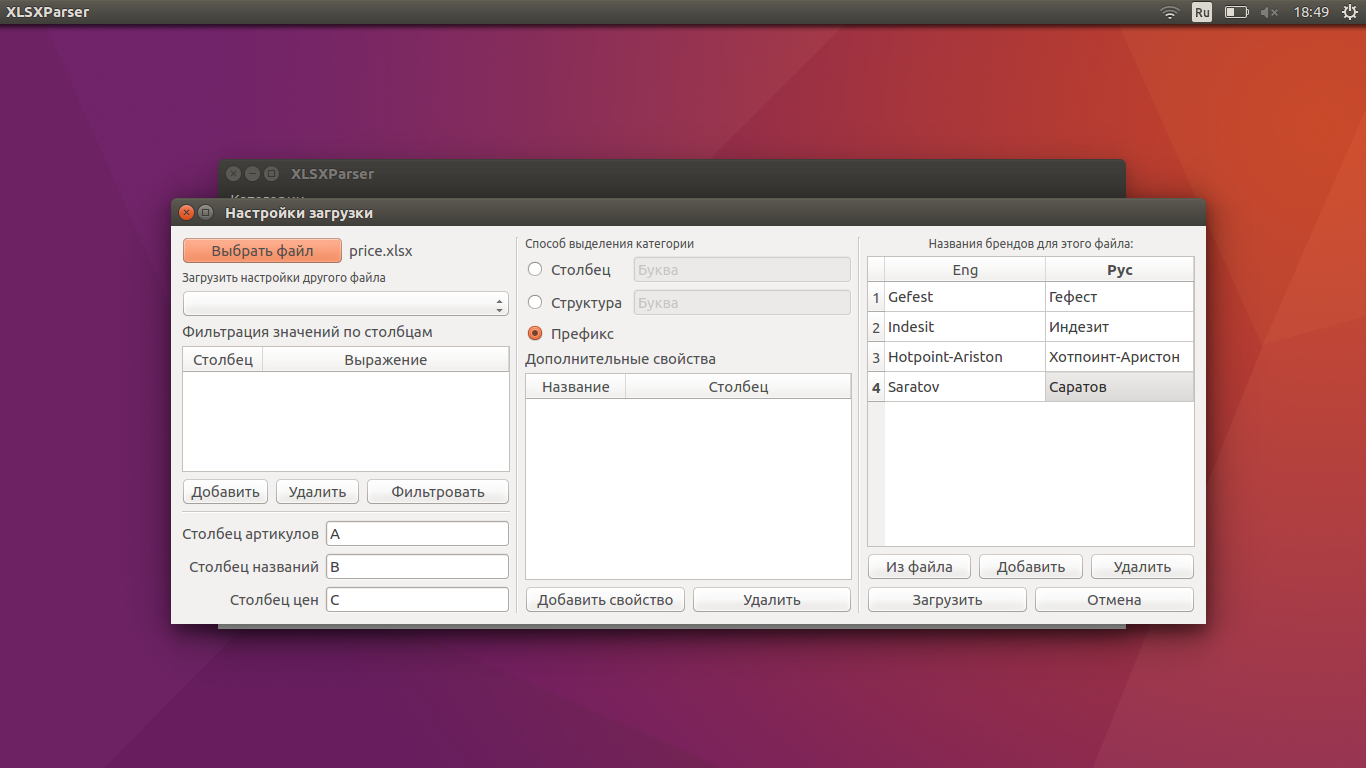 XLSXParser
Ru
18:49
XLSXParser
Настройки загрузки
Выбрать файл price.xlsx
Загрузить настройки другого файла
Фильтрация значений по столбцам
Столбец Выражение
Добавить Удалить Фильтровать
Столбец артикулов A
Столбец названий B
Столбец цен C
Способ выделения категории
Столбец Буква
Структура Буква
Префикс
Дополнительные свойства
Название Столбец
Добавить свойство Удалить
Названия брендов для этого файла:
Eng Рус
1 Gefest Гефест
2 Indesit Индезит
3 Hotpoint-Ariston Хотпоинт-Аристон
4 Saratov Саратов
Из файла Добавить Удалить
Загрузить Отмена